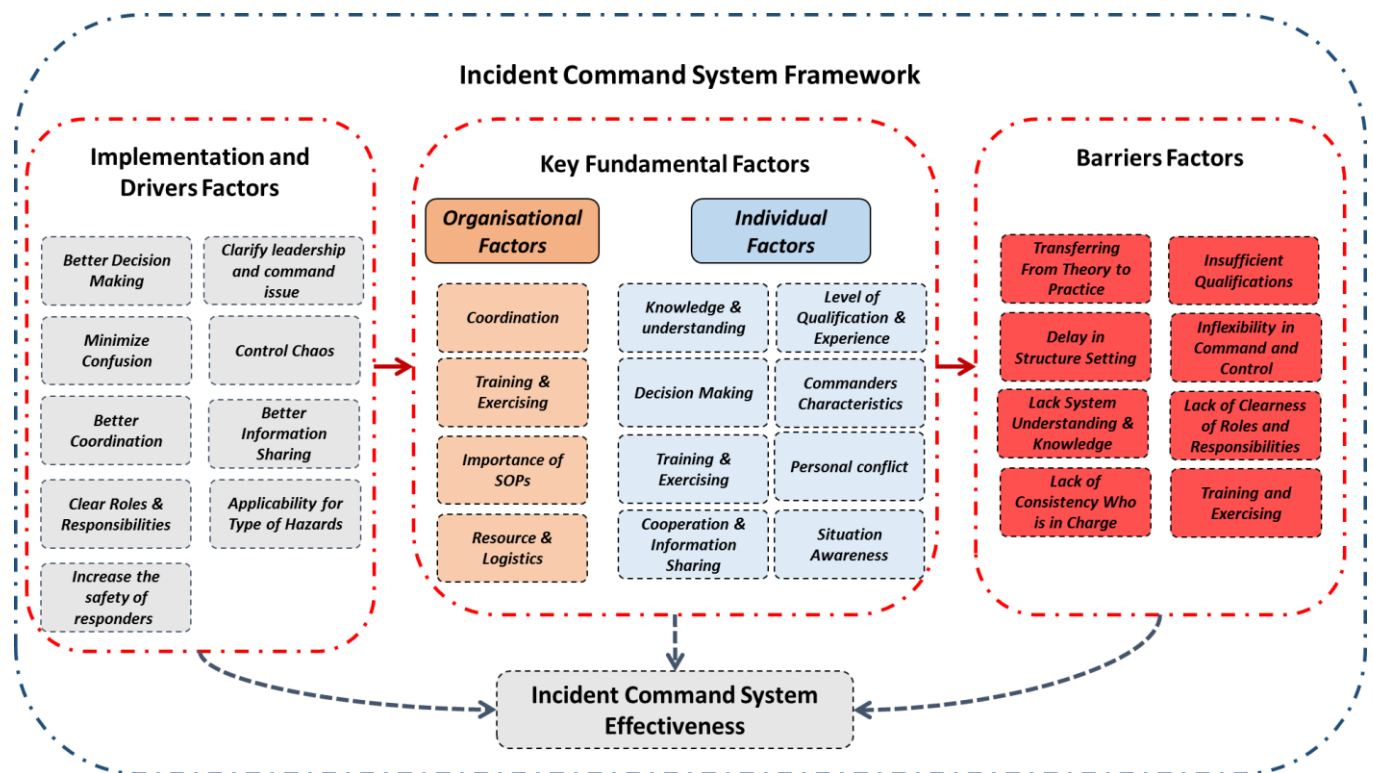 Incident Command System Framework
Implementation and
Drivers Factors
Better Decision
Making
Clarify leadership
and command
issue
Minimize
Confusion
Control Chaos
Better
Coordination
Better
Information
Sharing
Clear Roles &
Responsibilities
Applicability for
Type of Hazards
Increase the
safety of
responders
Key Fundamental Factors
Organisational
Factors
Coordination
Training &
Exercising
Importance of
SOPs
Resource &
Logistics
Individual
Factors
Knowledge &
understanding
Level of
Qualification &
Experience
Decision Making
Commanders
Characteristics
Training &
Exercising
Personal conflict
Cooperation &
Information
Sharing
Situation
Awareness
Barriers Factors
Transferring
From Theory to
Practice
Insufficient
Qualifications
Delay in
Structure Setting
Inflexibility in
Command and
Control
Lack System
Understanding &
Knowledge
Lack of Clearness
of Roles and
Responsibilities
Lack of
Consistency Who
is in Charge
Training and
Exercising
Incident Command System
Effectiveness